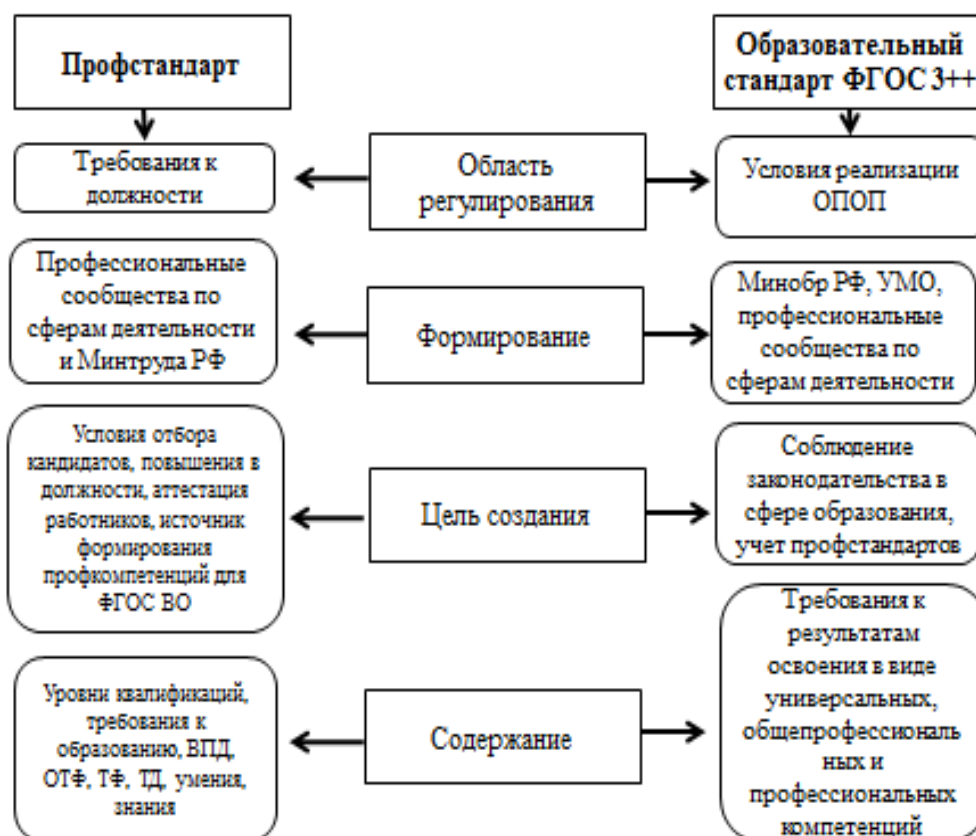 Профстандарт
Образовательный
стандарт ФГОС 3++
Требования к
должности
Область
регулирования
Условия реализации
ОПОП
Профессиональные
сообщества по
сферам деятельности
и Минтруда РФ
Формирование
Минобр РФ, УМО,
профессиональные
сообщества по
сферам деятельности
Условия отбора
кандидатов, повышения в
должности, аттестация
работников, источник
формирования
профкомпетенций для
ФГОС ВО
Цель создания
Соблюдение
законодательства в
сфере образования,
учет профстандартов
Уровни квалификаций,
требования к
образованию, ВПД,
ОТФ, ТФ, ТД, умения,
знания
Содержание
Требования к
результатам
освоения в виде
универсальных,
общепрофессиональ
ных и
профессиональных
компетенций